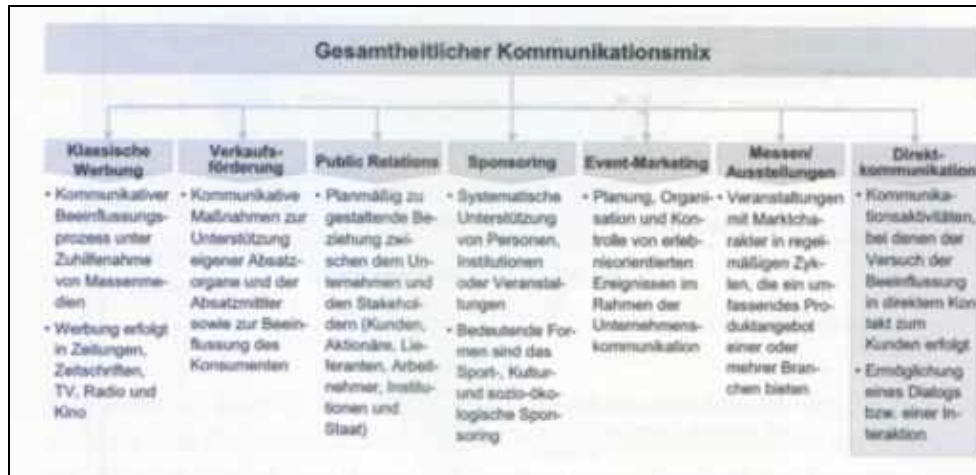 Gesamtheitlicher Kommunikationsmix
Klassische
Werbung
• Kommunikativer
Beeinflussungs-
prozess unter
Zuhilfenahme
von Massenme-
dien
• Werbung erfolgt
in Zeitungen,
Zeitschriften,
TV, Radio und
Kino
Verkaufs-
förderung
• Kommunikative
Maßnahmen zur
Unterstützung
eigener Absatz-
organe und der
Absatzmittler
sowie zur Beein-
flussung des
Konsumenten
Public Relations
• Planmäßig zu
gestaltende Be-
ziehung zwi-
schen dem Un-
ternehmen und
den Stakehol-
dern (Kunden,
Aktionäre, Lie-
feranten, Arbeit-
nehmer, Institu-
tionen und
Staat)
Sponsoring
• Systematische
Unterstützung
von Personen,
Institutionen
oder Veranstal-
tungen
• Bedeutende For-
men sind das
Sport-, Kultur-
und sozio-öko-
logische Spon-
soring
Event-Marketing
• Planung, Organi-
sation und Kon-
trolle von erleb-
nisorientierten
Ereignissen im
Rahmen der
Unternehmens-
kommunikation
Messen/
Ausstellungen
• Veranstaltungen
mit Marktcha-
rakter in regel-
mäßigen Zyk-
len, die ein um-
fassendes Pro-
duktangebot
einer oder
mehrer Bran-
chen bieten
Direkt-
kommunikation
• Kommunika-
tionsaktivitäten,
bei denen der
Versuch der
Beeinflussung
in direktem Kon-
takt zum
Kunden erfolgt
• Ermöglichung
eines Dialogs
bzw. einer In-
teraktion